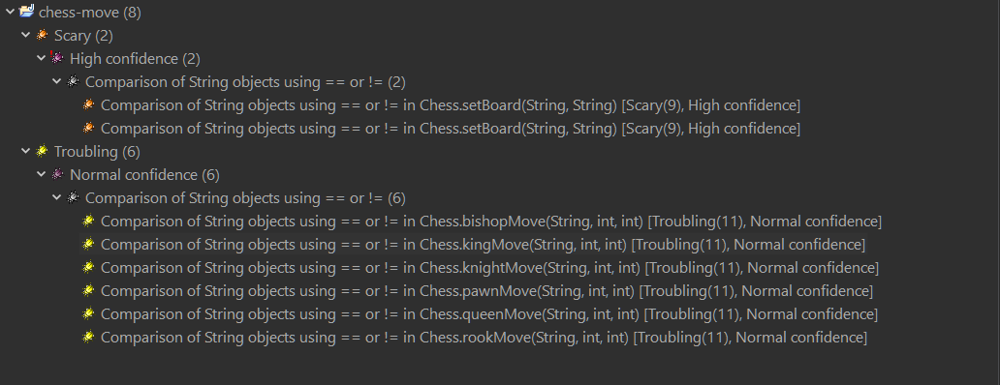 chess-move (8)
Scary (2)
High confidence (2)
Comparison of String objects using == or != (2)
Comparison of String objects using == or != in Chess.setBoard(String, String) [Scary(9), High confidence]
Comparison of String objects using == or != in Chess.setBoard(String, String) [Scary(9), High confidence]
Troubling (6)
Normal confidence (6)
Comparison of String objects using == or != (6)
Comparison of String objects using == or != in Chess.bishopMove(String, int, int) [Troubling(11), Normal confidence]
Comparison of String objects using == or != in Chess.kingMove(String, int, int) [Troubling(11), Normal confidence]
Comparison of String objects using == or != in Chess.knightMove(String, int, int) [Troubling(11), Normal confidence]
Comparison of String objects using == or != in Chess.pawnMove(String, int, int) [Troubling(11), Normal confidence]
Comparison of String objects using == or != in Chess.queenMove(String, int, int) [Troubling(11), Normal confidence]
Comparison of String objects using == or != in Chess.rookMove(String, int, int) [Troubling(11), Normal confidence]